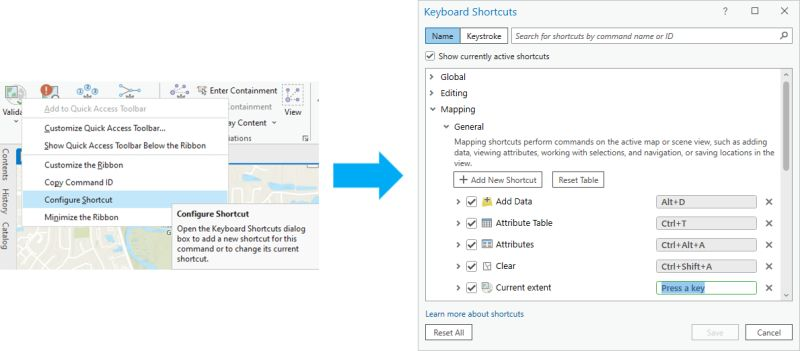 Valid
Enter Containment
Containment
ay Content
View
iations
Add to Quick Access Toolbar
Customize Quick Access Toolbar...
Show Quick Access Toolbar Below the Ribbon
Customize the Ribbon
Copy Command ID
Configure Shortcut
Minimize the Ribbon
Contents
History
Catalog
Configure Shortcut
Open the Keyboard Shortcuts dialog
box to add a new shortcut for this
command or to change its current
shortcut.
Keyboard Shortcuts
Name Keystroke Search for shortcuts by command name or ID
Show currently active shortcuts
Global
Editing
Mapping
General
Mapping shortcuts perform commands on the active map or scene view, such as adding
data, viewing attributes, working with selections, and navigation, or saving locations in the
view.
+ Add New Shortcut Reset Table
Add Data Alt+D
Attribute Table Ctrl+T
Attributes Ctrl+Alt+A
Clear Ctrl+Shift+A
Current extent Press a key
Learn more about shortcuts
Reset All Save Cancel